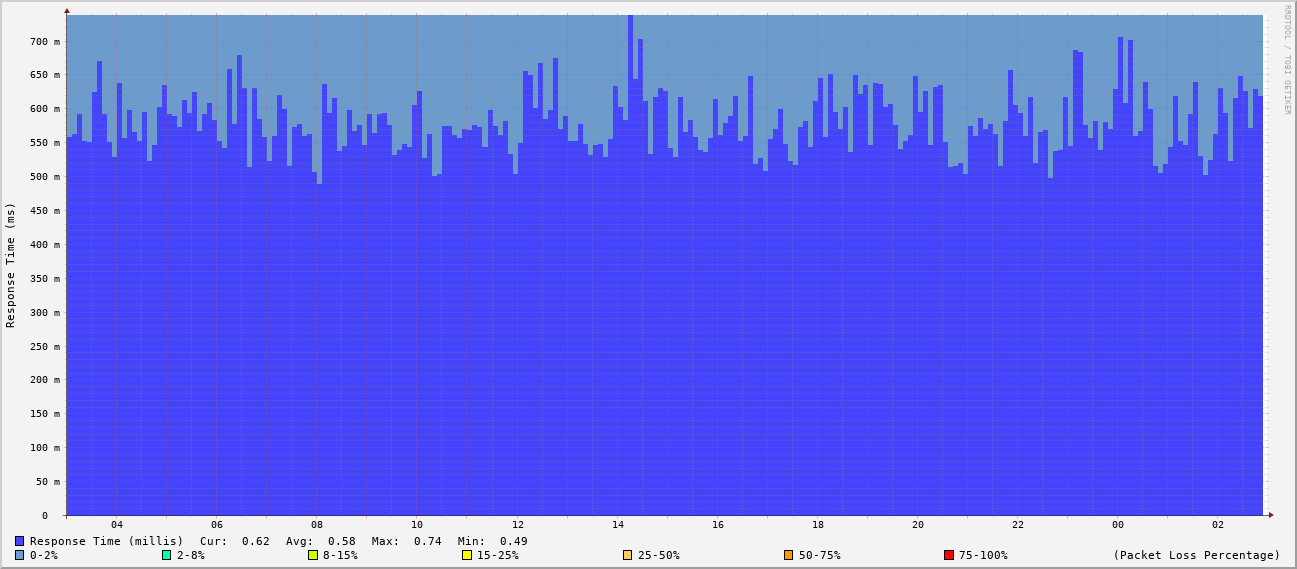 RRDTOOL / TOBI OETIKER
Response Time (ms)
700 m
650 m
600 m
550 m
500 m
450 m
400 m
350 m
300 m
250 m
200 m
150 m
100 m
50 m
0
04 06 08 10 12 14 16 18 20 22 00 02
Response Time (millis) Cur: 0.62 Avg: 0.58 Max: 0.74 Min: 0.49
0-2% 2-8% 8-15% 15-25% 25-50% 50-75% 75-100% (Packet Loss Percentage)